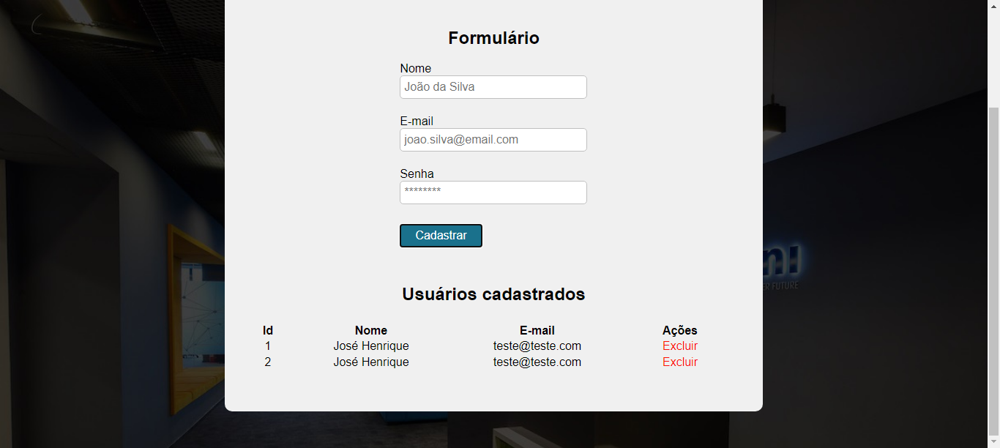 Formulário
Nome
João da Silva
E-mail
joao.silva@email.com
Senha
********
Cadastrar
Usuários cadastrados
Id Nome E-mail Ações
1 José Henrique teste@teste.com Excluir
2 José Henrique teste@teste.com Excluir
FUTURE